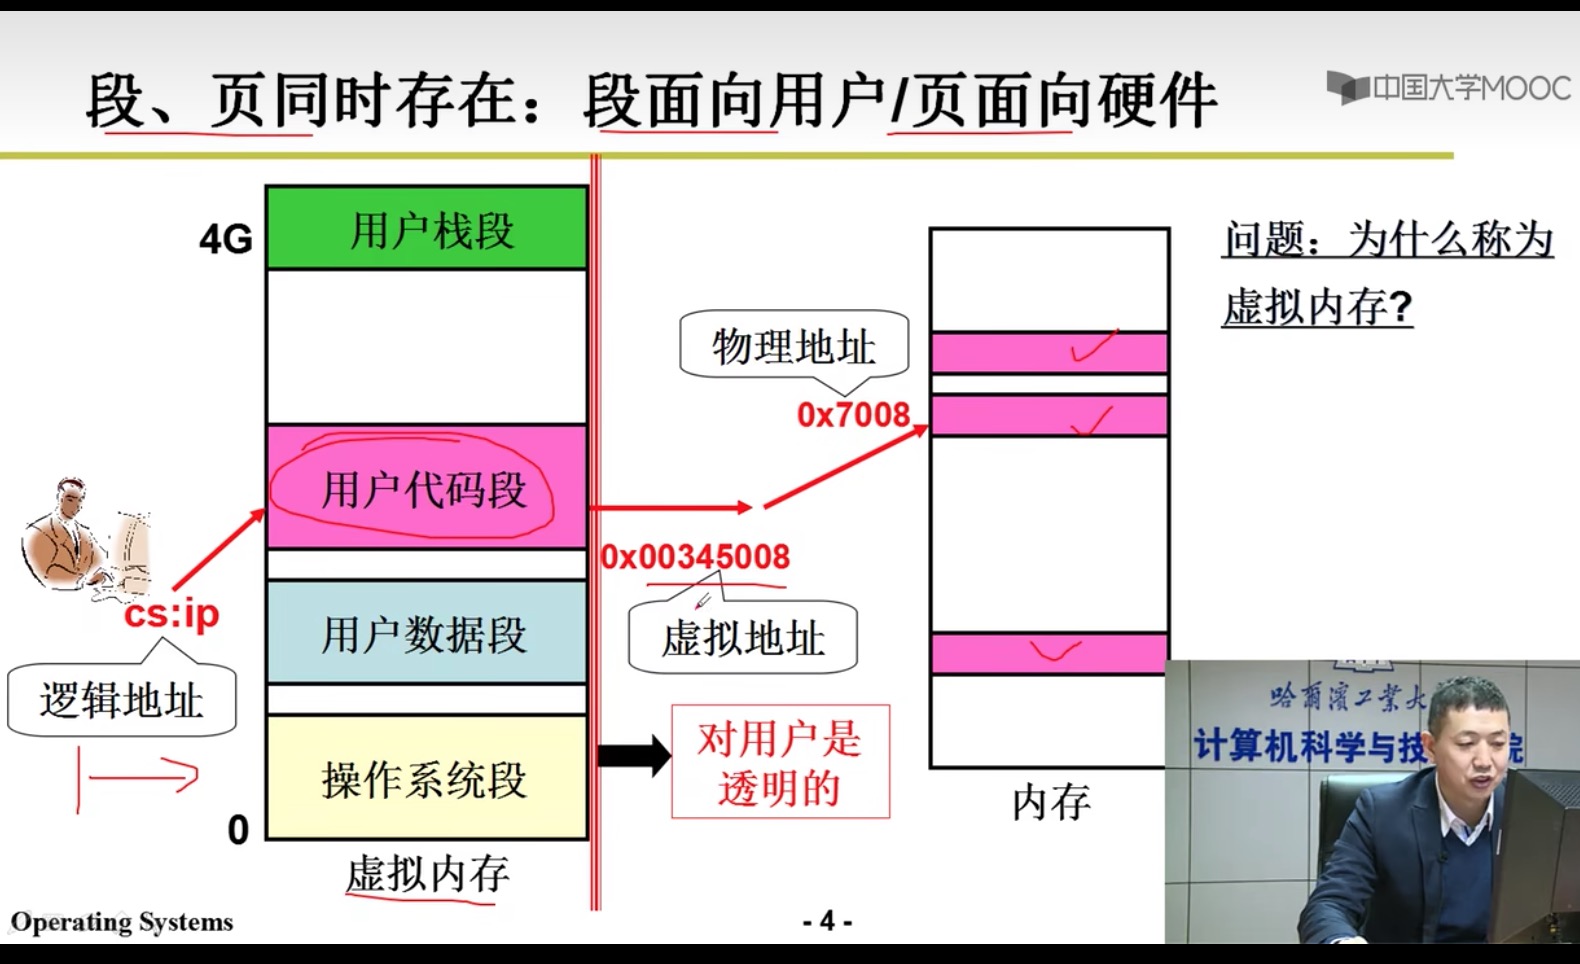 段、页同时存在：段面向用户/页面向硬件
中国大学MOOC
4G
用户栈段
问题：为什么称为
虚拟内存?
物理地址
0x7008
用户代码段
0x00345008
cs:ip
虚拟地址
用户数据段
逻辑地址
对用户是
透明的
操作系统段
0
虚拟内存
内存
哈尔滨工业大
计算机科学与技
院
Operating Systems
- 4 -